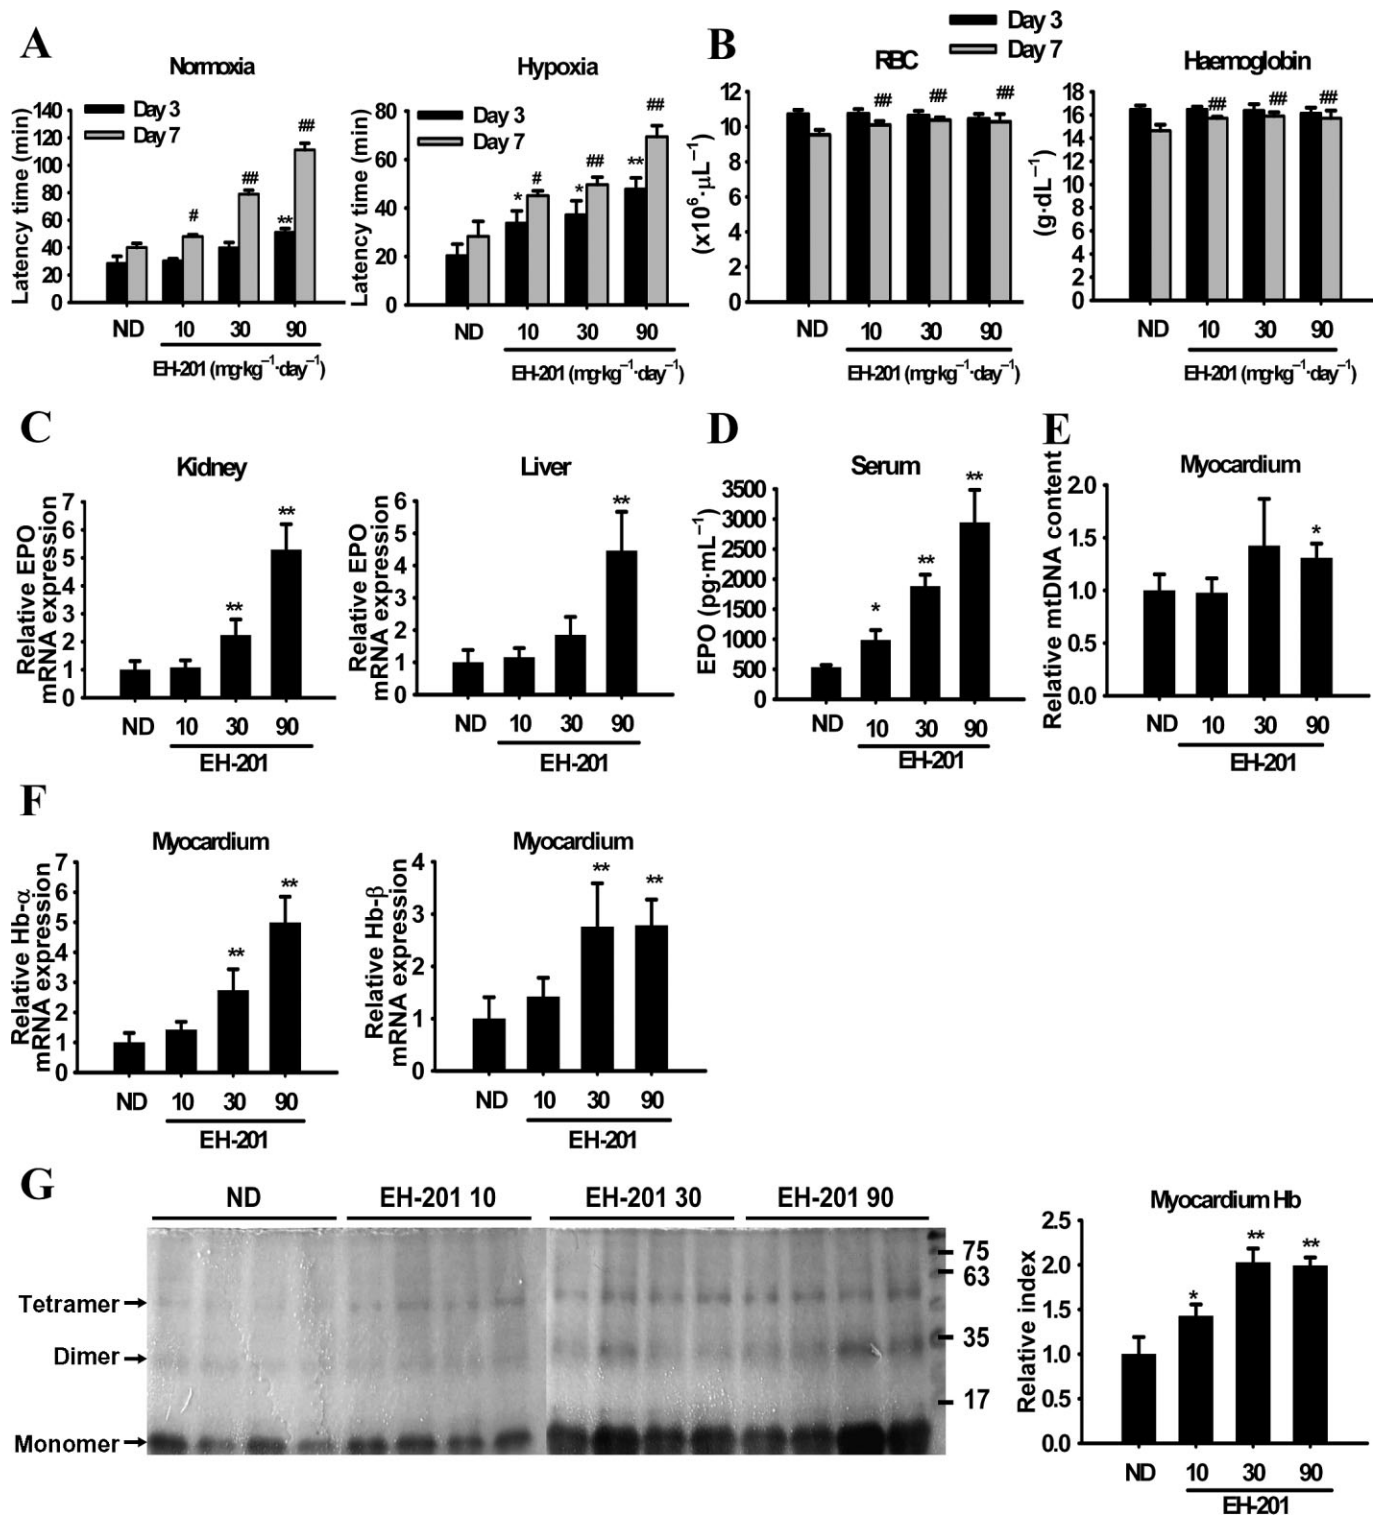 A
Normoxia
Day 3
Day 7
Latency time (min)
140
120
100
80
60
40
20
0
#
##
**
##
ND 10 30 90
EH-201 (mg·kg⁻¹·day⁻¹)
Hypoxia
Day 3
Day 7
Latency time (min)
80
60
40
20
0
*
#
*
##
**
##
ND 10 30 90
EH-201 (mg·kg⁻¹·day⁻¹)
B
Day 3
Day 7
RBC
(x10⁶·μL⁻¹)
12
10
8
6
4
2
0
## ## ##
ND 10 30 90
EH-201 (mg·kg⁻¹·day⁻¹)
Haemoglobin
(g·dL⁻¹)
18
16
14
12
10
8
6
4
2
0
## ## ##
ND 10 30 90
EH-201 (mg·kg⁻¹·day⁻¹)
C
Kidney
Relative EPO
mRNA expression
7
6
5
4
3
2
1
0
** **
ND 10 30 90
EH-201
Liver
Relative EPO
mRNA expression
6
5
4
3
2
1
0
**
ND 10 30 90
EH-201
D
Serum
EPO (pg·mL⁻¹)
3500
3000
2500
2000
1500
1000
500
0
* ** **
ND 10 30 90
EH-201
E
Myocardium
Relative mtDNA content
2.0
1.5
1.0
0.5
0.0
*
ND 10 30 90
EH-201
F
Myocardium
Relative Hb-α
mRNA expression
7
6
5
4
3
2
1
0
** **
ND 10 30 90
EH-201
Myocardium
Relative Hb-β
mRNA expression
4
3
2
1
0
** **
ND 10 30 90
EH-201
G
ND EH-201 10 EH-201 30 EH-201 90
Tetramer
Dimer
Monomer
75
63
35
17
Myocardium Hb
Relative index
2.5
2.0
1.5
1.0
0.5
0.0
* ** **
ND 10 30 90
EH-201